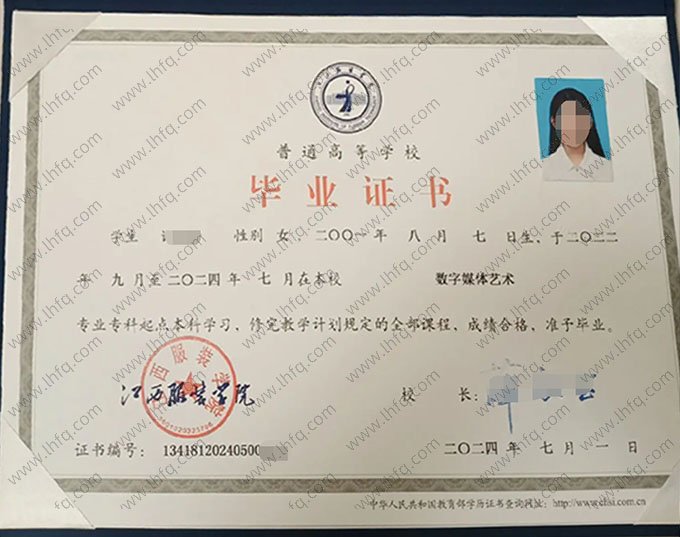 普通高等学校
毕业证书
学生 性别 女，二〇〇一年 八 月 七 日生，于二〇二二
年 九 月至二〇二四 年 七 月在本校 数字媒体艺术
专业专科起点本科学习，修完教学计划规定的全部课程，成绩合格，准予毕业。
江西服装学院
江西服装学院
校 长：
证书编号： 13418120240500
二〇二四 年 七 月 一 日
中华人民共和国教育部学历证书查询网址：http://www.chsi.com.cn
www.lhfq.com